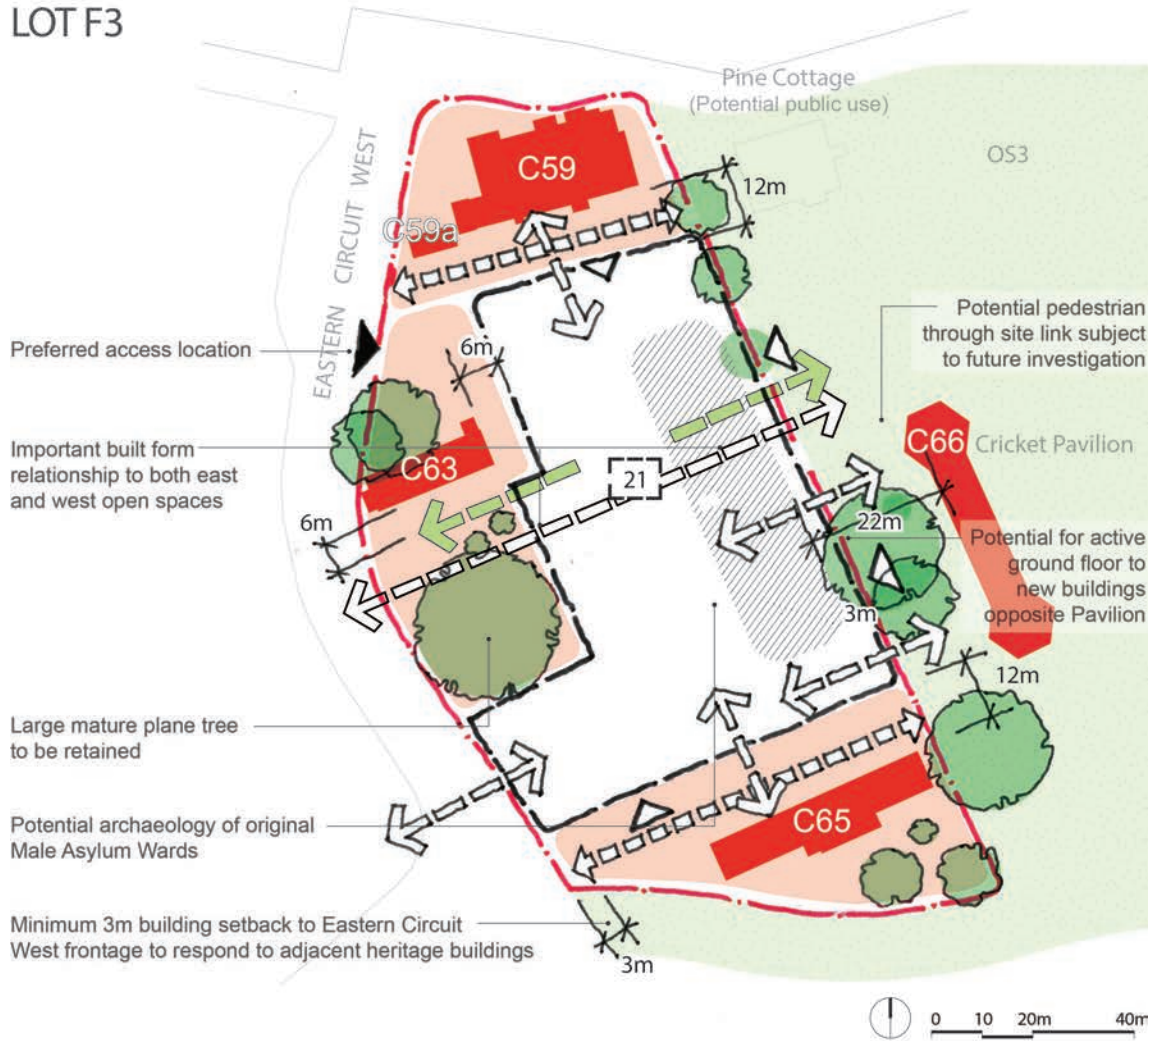 LOT F3
Pine Cottage
(Potential public use)
OS3
EASTERN CIRCUIT WEST
C59
12m
C59a
Preferred access location
6m
Potential pedestrian
through site link subject
to future investigation
Important built form
relationship to both east
and west open spaces
C63
C66
Cricket Pavilion
21
6m
22m
Potential for active
ground floor to
new buildings
opposite Pavilion
3m
12m
Large mature plane tree
to be retained
Potential archaeology of original
Male Asylum Wards
C65
Minimum 3m building setback to Eastern Circuit
West frontage to respond to adjacent heritage buildings
3m
0 10 20m 40m